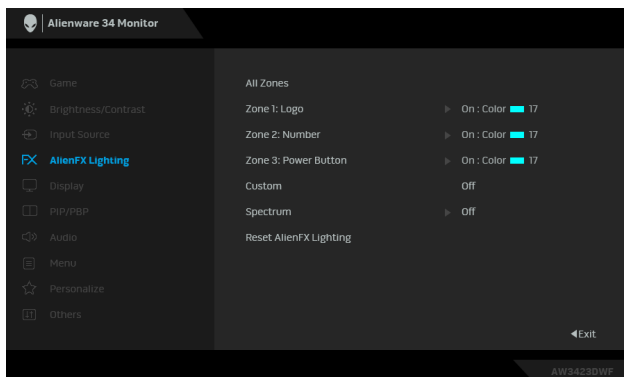 Alienware 34 Monitor
Game
Brightness/Contrast
Input Source
FX AlienFX Lighting
Display
PIP/PBP
Audio
Menu
Personalize
Others
All Zones
Zone 1: Logo On : Color 17
Zone 2: Number On : Color 17
Zone 3: Power Button On : Color 17
Custom Off
Spectrum Off
Reset AlienFX Lighting
Exit
AW3423DWF